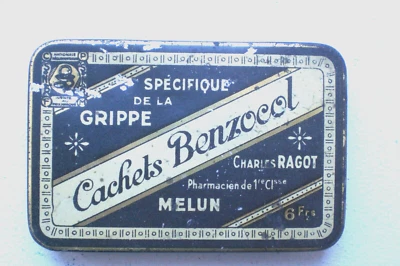 SPÉCIFIQUE
DE LA
GRIPPE
Cachets Benzocol
CHARLES RAGOT
Pharmacien de 1re Clsse
MELUN
6 Frs